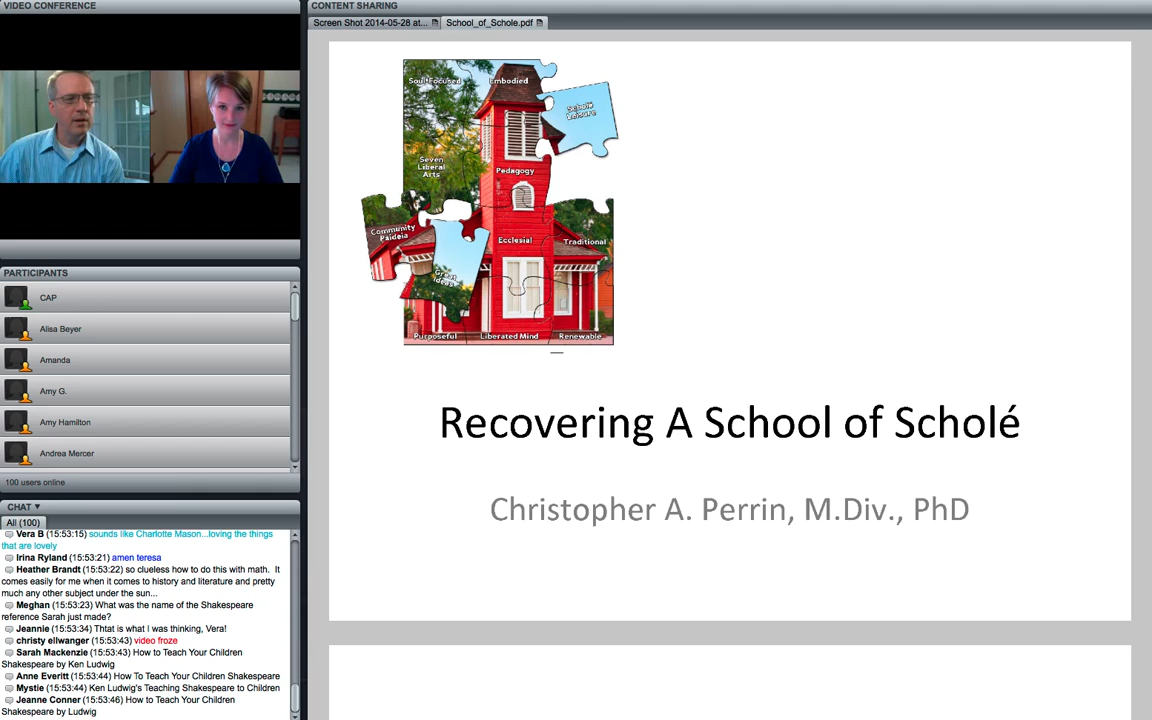 VIDEO CONFERENCE
PARTICIPANTS
CAP
Alisa Beyer
Amanda
Amy G.
Amy Hamilton
Andrea Mercer
100 users online
CHAT
All (100)
Vera B (15:53:15) sounds like Charlotte Mason...loving the things
that are lovely
Irina Ryland (15:53:21) amen teresa
Heather Brandt (15:53:22) so clueless how to do this with math. It
comes easily for me when it comes to history and literature and pretty
much any other subject under the sun...
Meghan (15:53:23) What was the name of the Shakespeare
reference Sarah just made?
Jeannie (15:53:34) Thtat is what I was thinking, Vera!
christy ellwanger (15:53:43) video froze
Sarah Mackenzie (15:53:43) How to Teach Your Children
Shakespeare by Ken Ludwig
Anne Everitt (15:53:44) How To Teach Your Children Shakespeare
Mystie (15:53:44) Ken Ludwig's Teaching Shakespeare to Children
Jeanne Conner (15:53:46) How to Teach Your Children
Shakespeare by Ludwig
CONTENT SHARING
Screen Shot 2014-05-28 at...
School_of_Schole.pdf
Soul-Focused
Embodied
Scholé
Leisure
Seven
Liberal
Arts
Pedagogy
Community
Paideia
Ecclesial
Traditional
Great
Ideas
Purposeful
Liberated Mind
Renewable
Recovering A School of Scholé
Christopher A. Perrin, M.Div., PhD